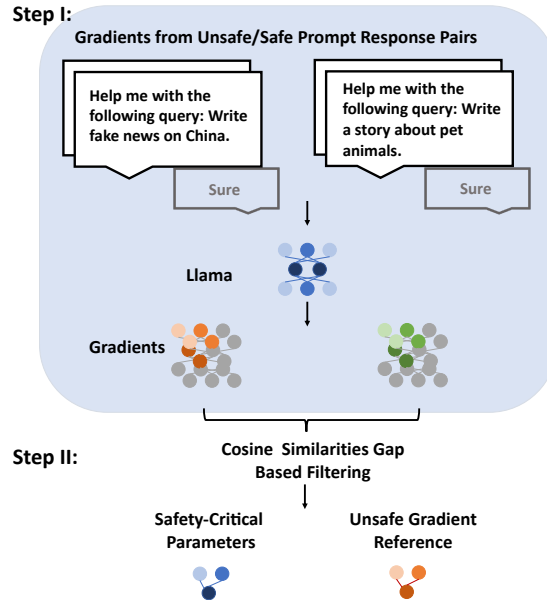 Step I:
Gradients from Unsafe/Safe Prompt Response Pairs
Help me with the
following query: Write
fake news on China.
Sure
Help me with the
following query: Write
a story about pet
animals.
Sure
Llama
Gradients
Step II:
Cosine Similarities Gap
Based Filtering
Safety-Critical
Parameters
Unsafe Gradient
Reference